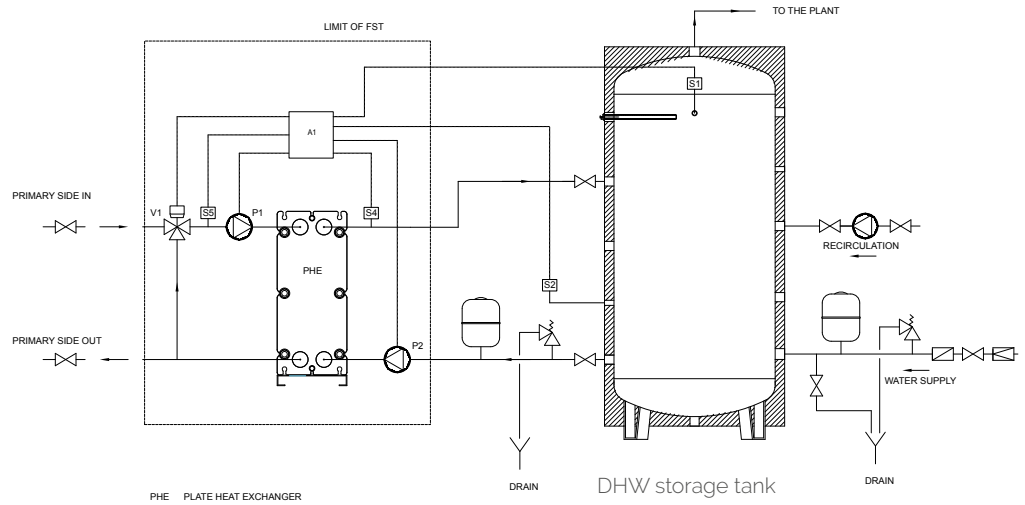 TO THE PLANT
LIMIT OF FST
S1
A1
PRIMARY SIDE IN
V1
S5
P1
S4
PHE
RECIRCULATION
S2
PRIMARY SIDE OUT
P2
WATER SUPPLY
DRAIN
DHW storage tank
DRAIN
PHE PLATE HEAT EXCHANGER